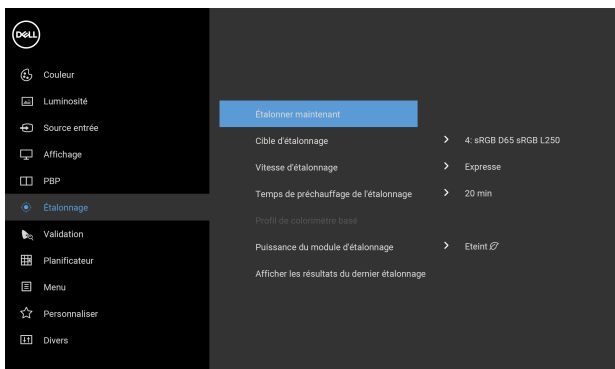 DELL
Couleur
Luminosité
Source entrée
Affichage
PBP
Étalonnage
Validation
Planificateur
Menu
Personnaliser
Divers
Étalonner maintenant
Cible d'étalonnage 4: sRGB D65 sRGB L250
Vitesse d'étalonnage Expresse
Temps de préchauffage de l'étalonnage 20 min
Profil de colorimètre basé
Puissance du module d'étalonnage Eteint
Afficher les résultats du dernier étalonnage